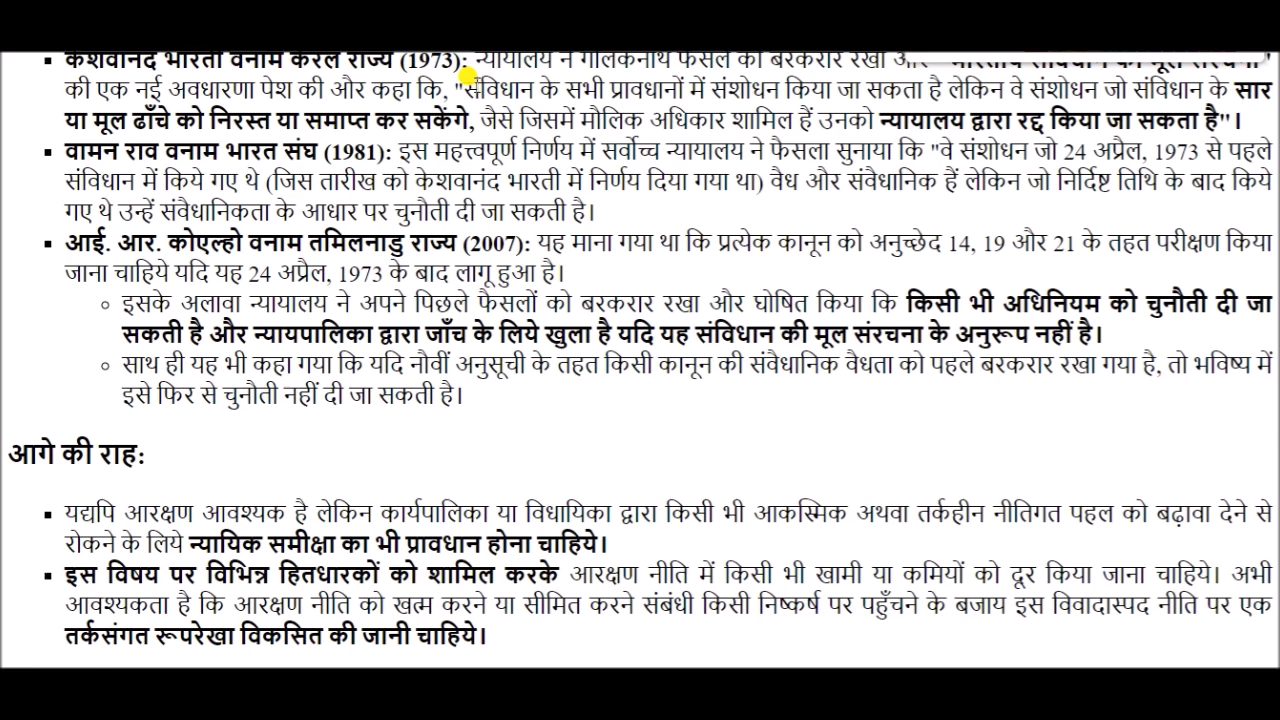 केशवानंद भारती वनाम केरल राज्य (1973): न्यायालय ने गोलकनाथ फैसले को बरकरार रखा और "भारतीय संविधान की मूल संरचना"
की एक नई अवधारणा पेश की और कहा कि, "संविधान के सभी प्रावधानों में संशोधन किया जा सकता है लेकिन वे संशोधन जो संविधान के सार
या मूल ढाँचे को निरस्त या समाप्त कर सकेंगे, जैसे जिसमें मौलिक अधिकार शामिल हैं उनको न्यायालय द्वारा रद्द किया जा सकता है"।
वामन राव वनाम भारत संघ (1981): इस महत्त्वपूर्ण निर्णय में सर्वोच्च न्यायालय ने फैसला सुनाया कि "वे संशोधन जो 24 अप्रैल, 1973 से पहले
संविधान में किये गए थे (जिस तारीख को केशवानंद भारती में निर्णय दिया गया था) वैध और संवैधानिक हैं लेकिन जो निर्दिष्ट तिथि के बाद किये
गए थे उन्हें संवैधानिकता के आधार पर चुनौती दी जा सकती है।
आई. आर. कोएल्हो वनाम तमिलनाडु राज्य (2007): यह माना गया था कि प्रत्येक कानून को अनुच्छेद 14, 19 और 21 के तहत परीक्षण किया
जाना चाहिये यदि यह 24 अप्रैल, 1973 के बाद लागू हुआ है।
इसके अलावा न्यायालय ने अपने पिछले फैसलों को बरकरार रखा और घोषित किया कि किसी भी अधिनियम को चुनौती दी जा
सकती है और न्यायपालिका द्वारा जाँच के लिये खुला है यदि यह संविधान की मूल संरचना के अनुरूप नहीं है।
साथ ही यह भी कहा गया कि यदि नौवीं अनुसूची के तहत किसी कानून की संवैधानिक वैधता को पहले बरकरार रखा गया है, तो भविष्य में
इसे फिर से चुनौती नहीं दी जा सकती है।
आगे की राह:
यद्यपि आरक्षण आवश्यक है लेकिन कार्यपालिका या विधायिका द्वारा किसी भी आकस्मिक अथवा तर्कहीन नीतिगत पहल को बढ़ावा देने से
रोकने के लिये न्यायिक समीक्षा का भी प्रावधान होना चाहिये।
इस विषय पर विभिन्न हितधारकों को शामिल करके आरक्षण नीति में किसी भी खामी या कमियों को दूर किया जाना चाहिये। अभी
आवश्यकता है कि आरक्षण नीति को खत्म करने या सीमित करने संबंधी किसी निष्कर्ष पर पहुँचने के बजाय इस विवादास्पद नीति पर एक
तर्कसंगत रूपरेखा विकसित की जानी चाहिये।